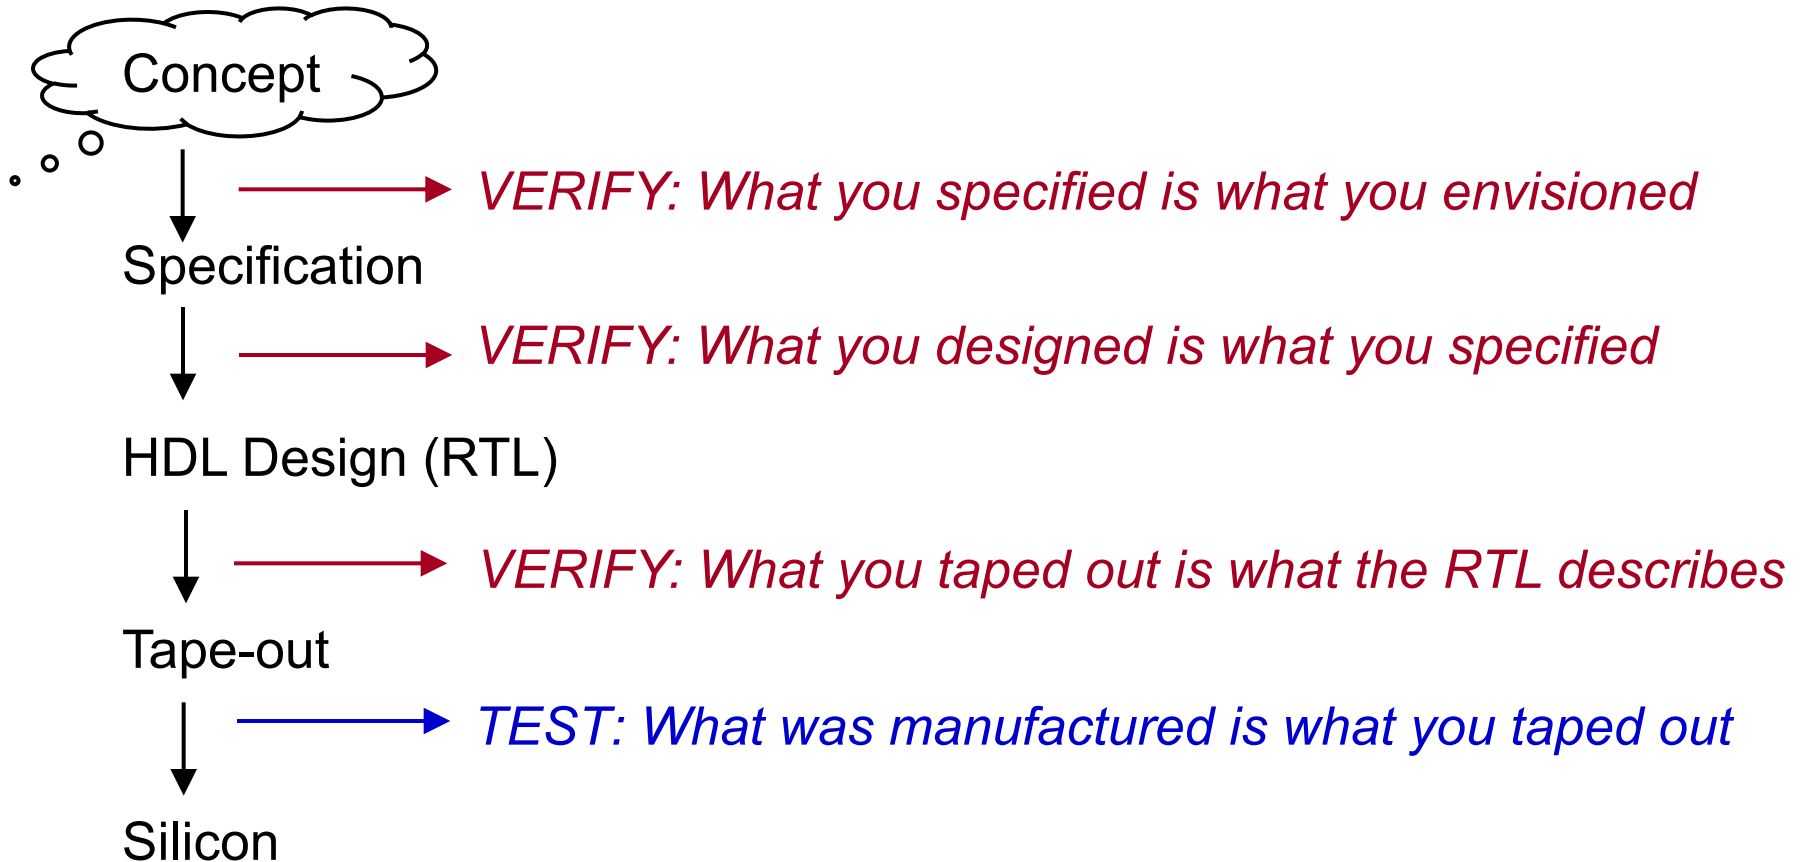 Concept
VERIFY: What you specified is what you envisioned
Specification
VERIFY: What you designed is what you specified
HDL Design (RTL)
VERIFY: What you taped out is what the RTL describes
Tape-out
TEST: What was manufactured is what you taped out
Silicon